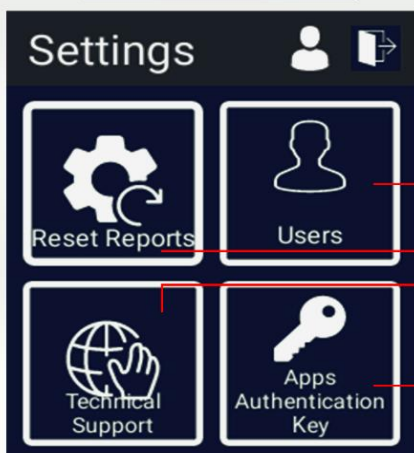 Settings
Reset Reports
Users
Technical
Support
Apps
Authentication
Key